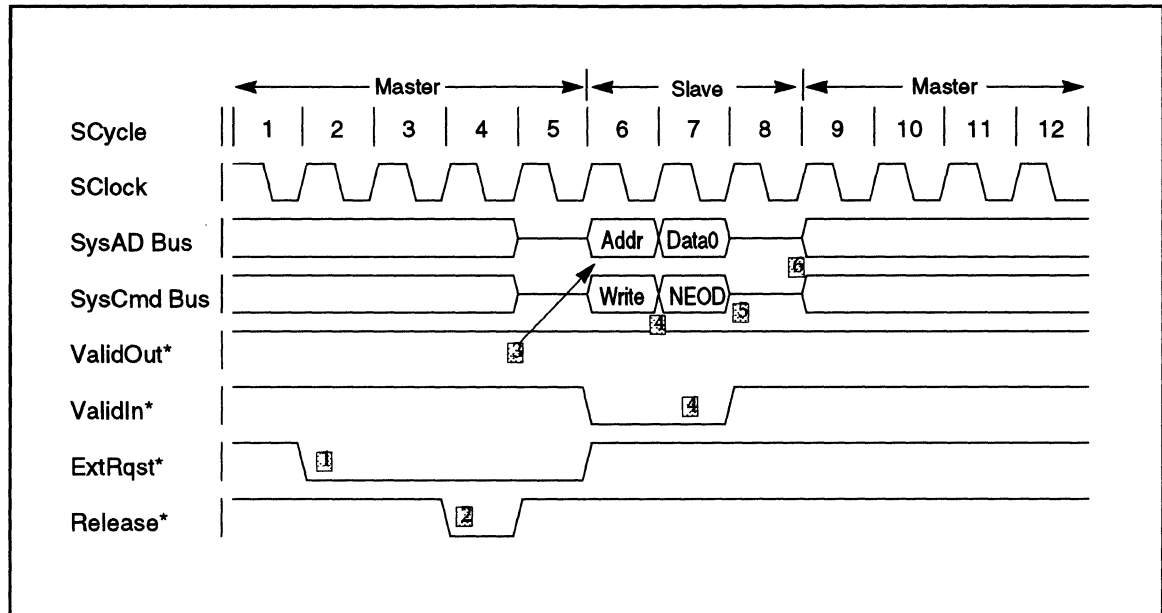 Master Slave Master
SCycle 1 2 3 4 5 6 7 8 9 10 11 12
SClock
SysAD Bus Addr Data0
6
SysCmd Bus Write NEOD
5
4
ValidOut* 3
ValidIn* 4
ExtRqst* 1
Release* 2